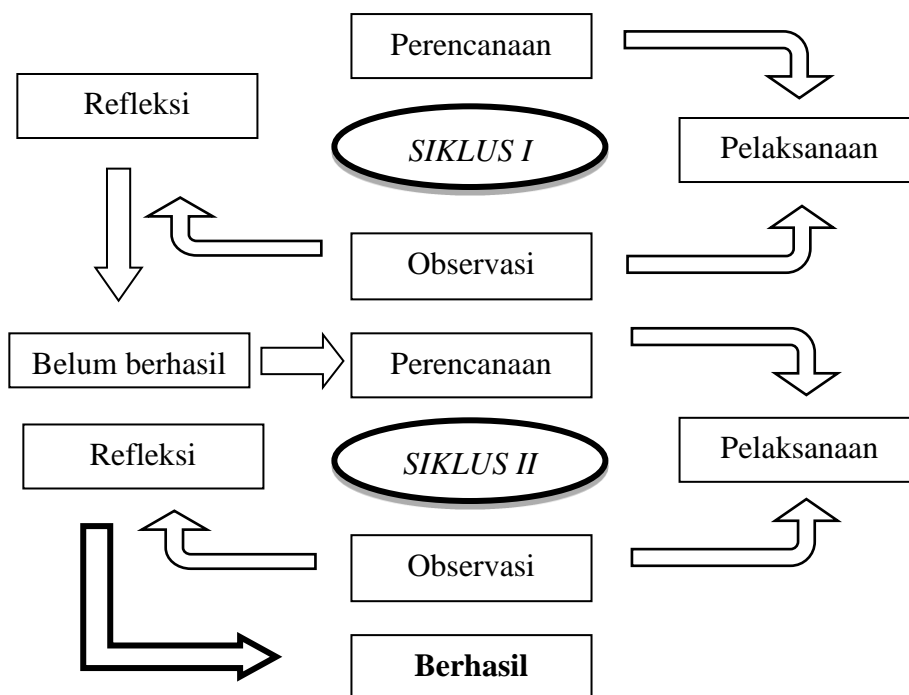 Perencanaan
Refleksi
SIKLUS I
Pelaksanaan
Observasi
Belum berhasil
Perencanaan
Refleksi
SIKLUS II
Pelaksanaan
Observasi
Berhasil